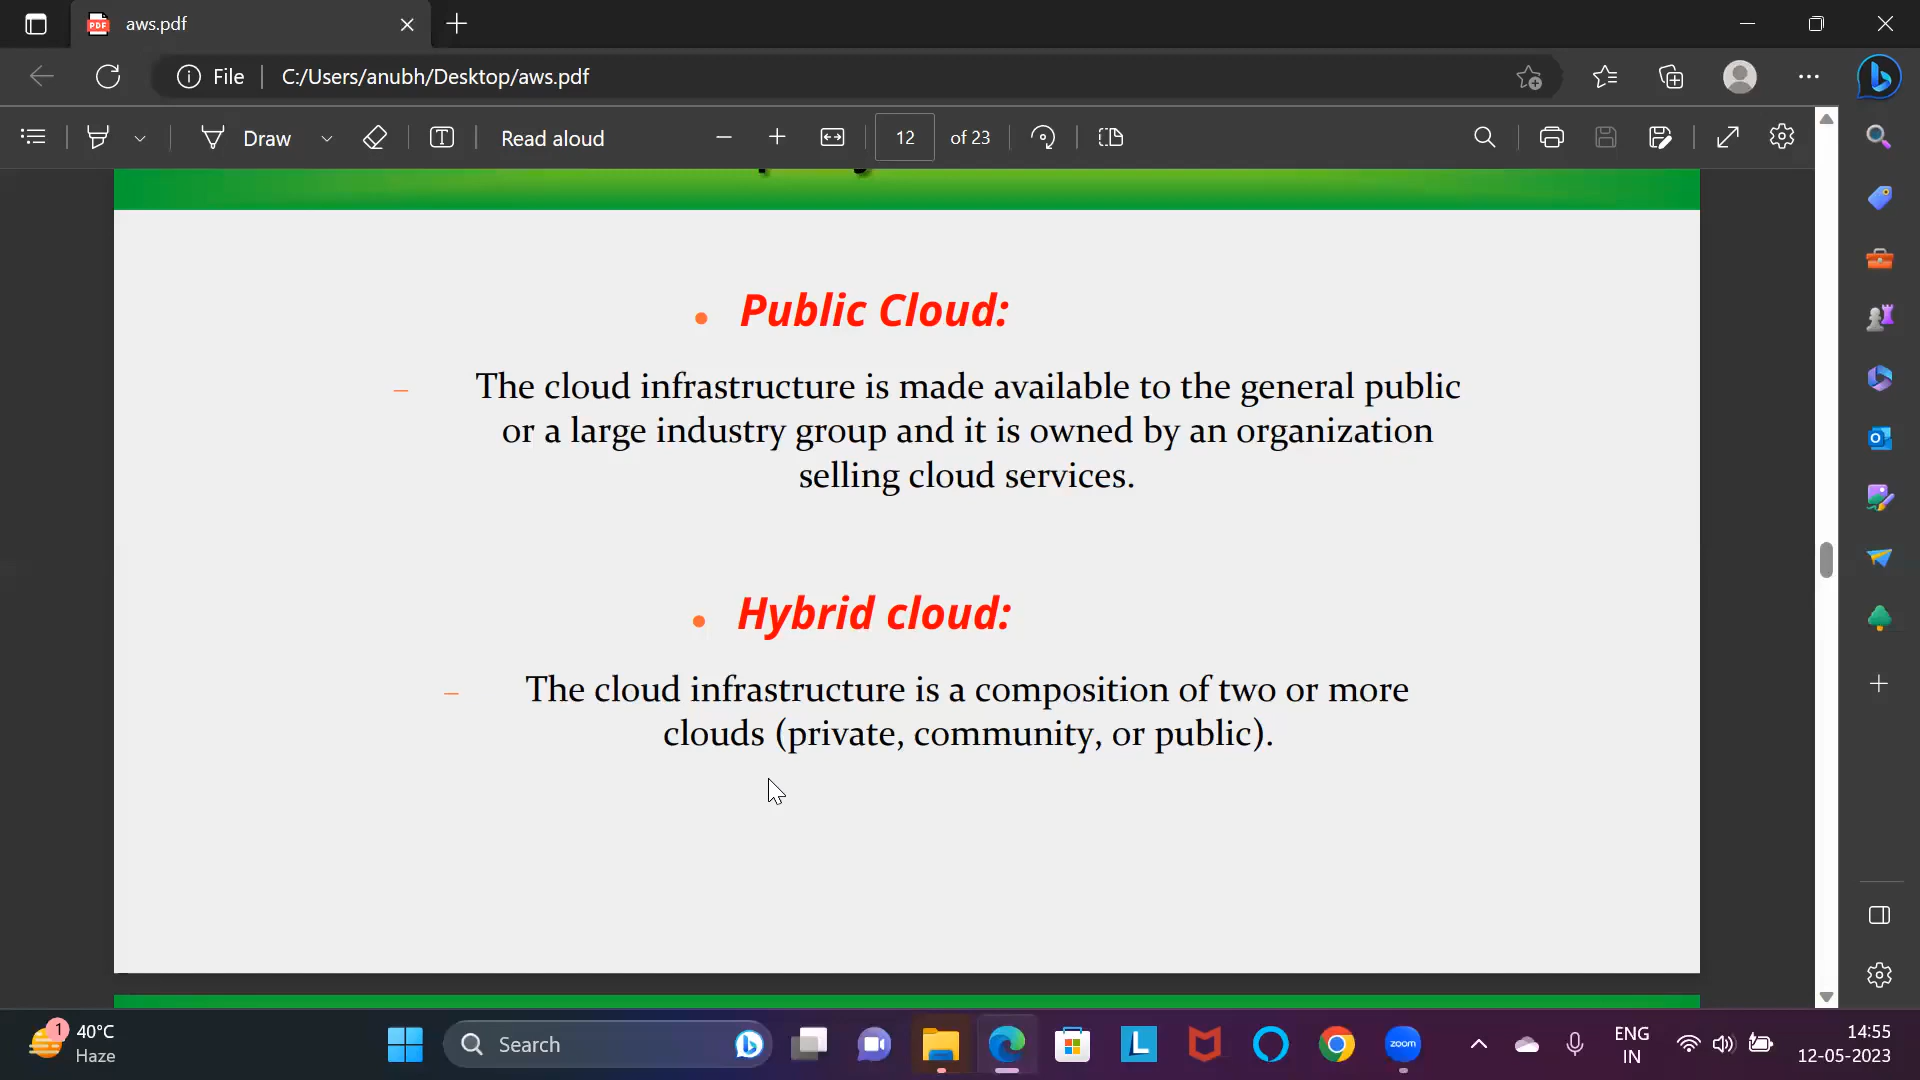 aws.pdf
File
C:/Users/anubh/Desktop/aws.pdf
Draw
Read aloud
12
of 23
Public Cloud:
The cloud infrastructure is made available to the general public
or a large industry group and it is owned by an organization
selling cloud services.
Hybrid cloud:
The cloud infrastructure is a composition of two or more
clouds (private, community, or public).
1
40°C
Haze
Search
L
zoom
ENG
IN
14:55
12-05-2023